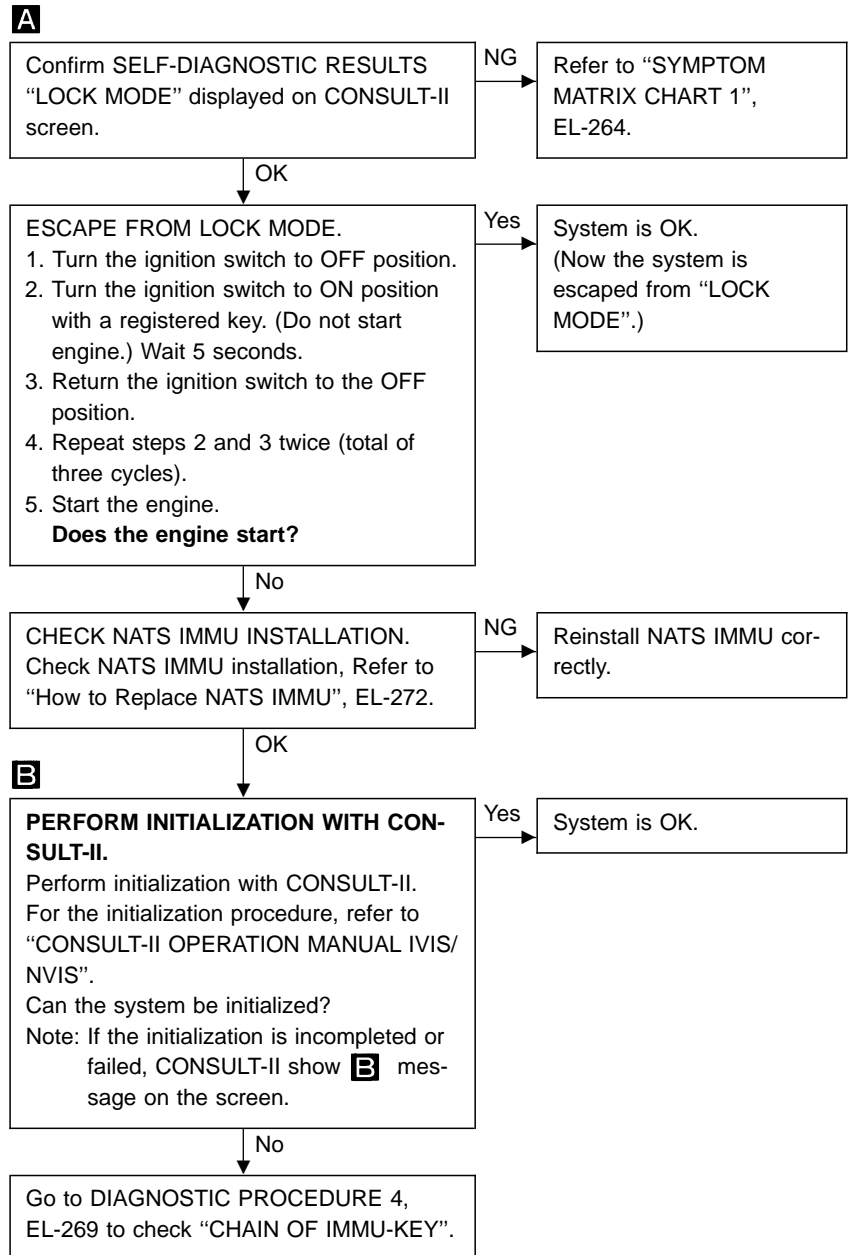 A
Confirm SELF-DIAGNOSTIC RESULTS
“LOCK MODE” displayed on CONSULT-II
screen.
NG
Refer to “SYMPTOM
MATRIX CHART 1”,
EL-264.
OK
ESCAPE FROM LOCK MODE.
1. Turn the ignition switch to OFF position.
2. Turn the ignition switch to ON position
with a registered key. (Do not start
engine.) Wait 5 seconds.
3. Return the ignition switch to the OFF
position.
4. Repeat steps 2 and 3 twice (total of
three cycles).
5. Start the engine.
Does the engine start?
Yes
System is OK.
(Now the system is
escaped from “LOCK
MODE”.)
No
CHECK NATS IMMU INSTALLATION.
Check NATS IMMU installation, Refer to
“How to Replace NATS IMMU”, EL-272.
NG
Reinstall NATS IMMU cor-
rectly.
OK
B
PERFORM INITIALIZATION WITH CON-
SULT-II.
Perform initialization with CONSULT-II.
For the initialization procedure, refer to
“CONSULT-II OPERATION MANUAL IVIS/
NVIS”.
Can the system be initialized?
Note: If the initialization is incompleted or
failed, CONSULT-II show B mes-
sage on the screen.
Yes
System is OK.
No
Go to DIAGNOSTIC PROCEDURE 4,
EL-269 to check “CHAIN OF IMMU-KEY”.